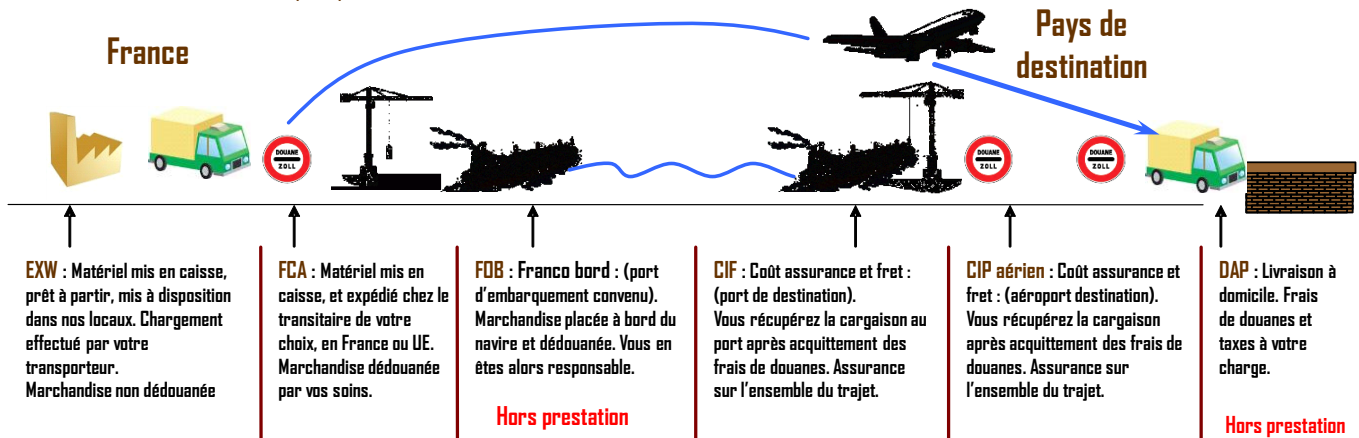 France
Pays de
destination
DOUANE
ZOLL
DOUANE
ZOLL
DOUANE
ZOLL
EXW : Matériel mis en caisse,
prêt à partir, mis à disposition
dans nos locaux. Chargement
effectué par votre
transporteur.
Marchandise non dédouanée
FCA : Matériel mis en
caisse, et expédié chez le
transitaire de votre
choix, en France ou UE.
Marchandise dédouanée
par vos soins.
FOB : Franco bord : (port
d'embarquement convenu).
Marchandise placée à bord du
navire et dédouanée. Vous en
êtes alors responsable.
Hors prestation
CIF : Coût assurance et fret :
(port de destination).
Vous récupérez la cargaison au
port après acquittement des
frais de douanes. Assurance
sur l'ensemble du trajet.
CIP aérien : Coût assurance et
fret : (aéroport destination).
Vous récupérez la cargaison
après acquittement des frais de
douanes. Assurance sur
l'ensemble du trajet.
DAP : Livraison à
domicile. Frais
de douanes et
taxes à votre
charge.
Hors prestation